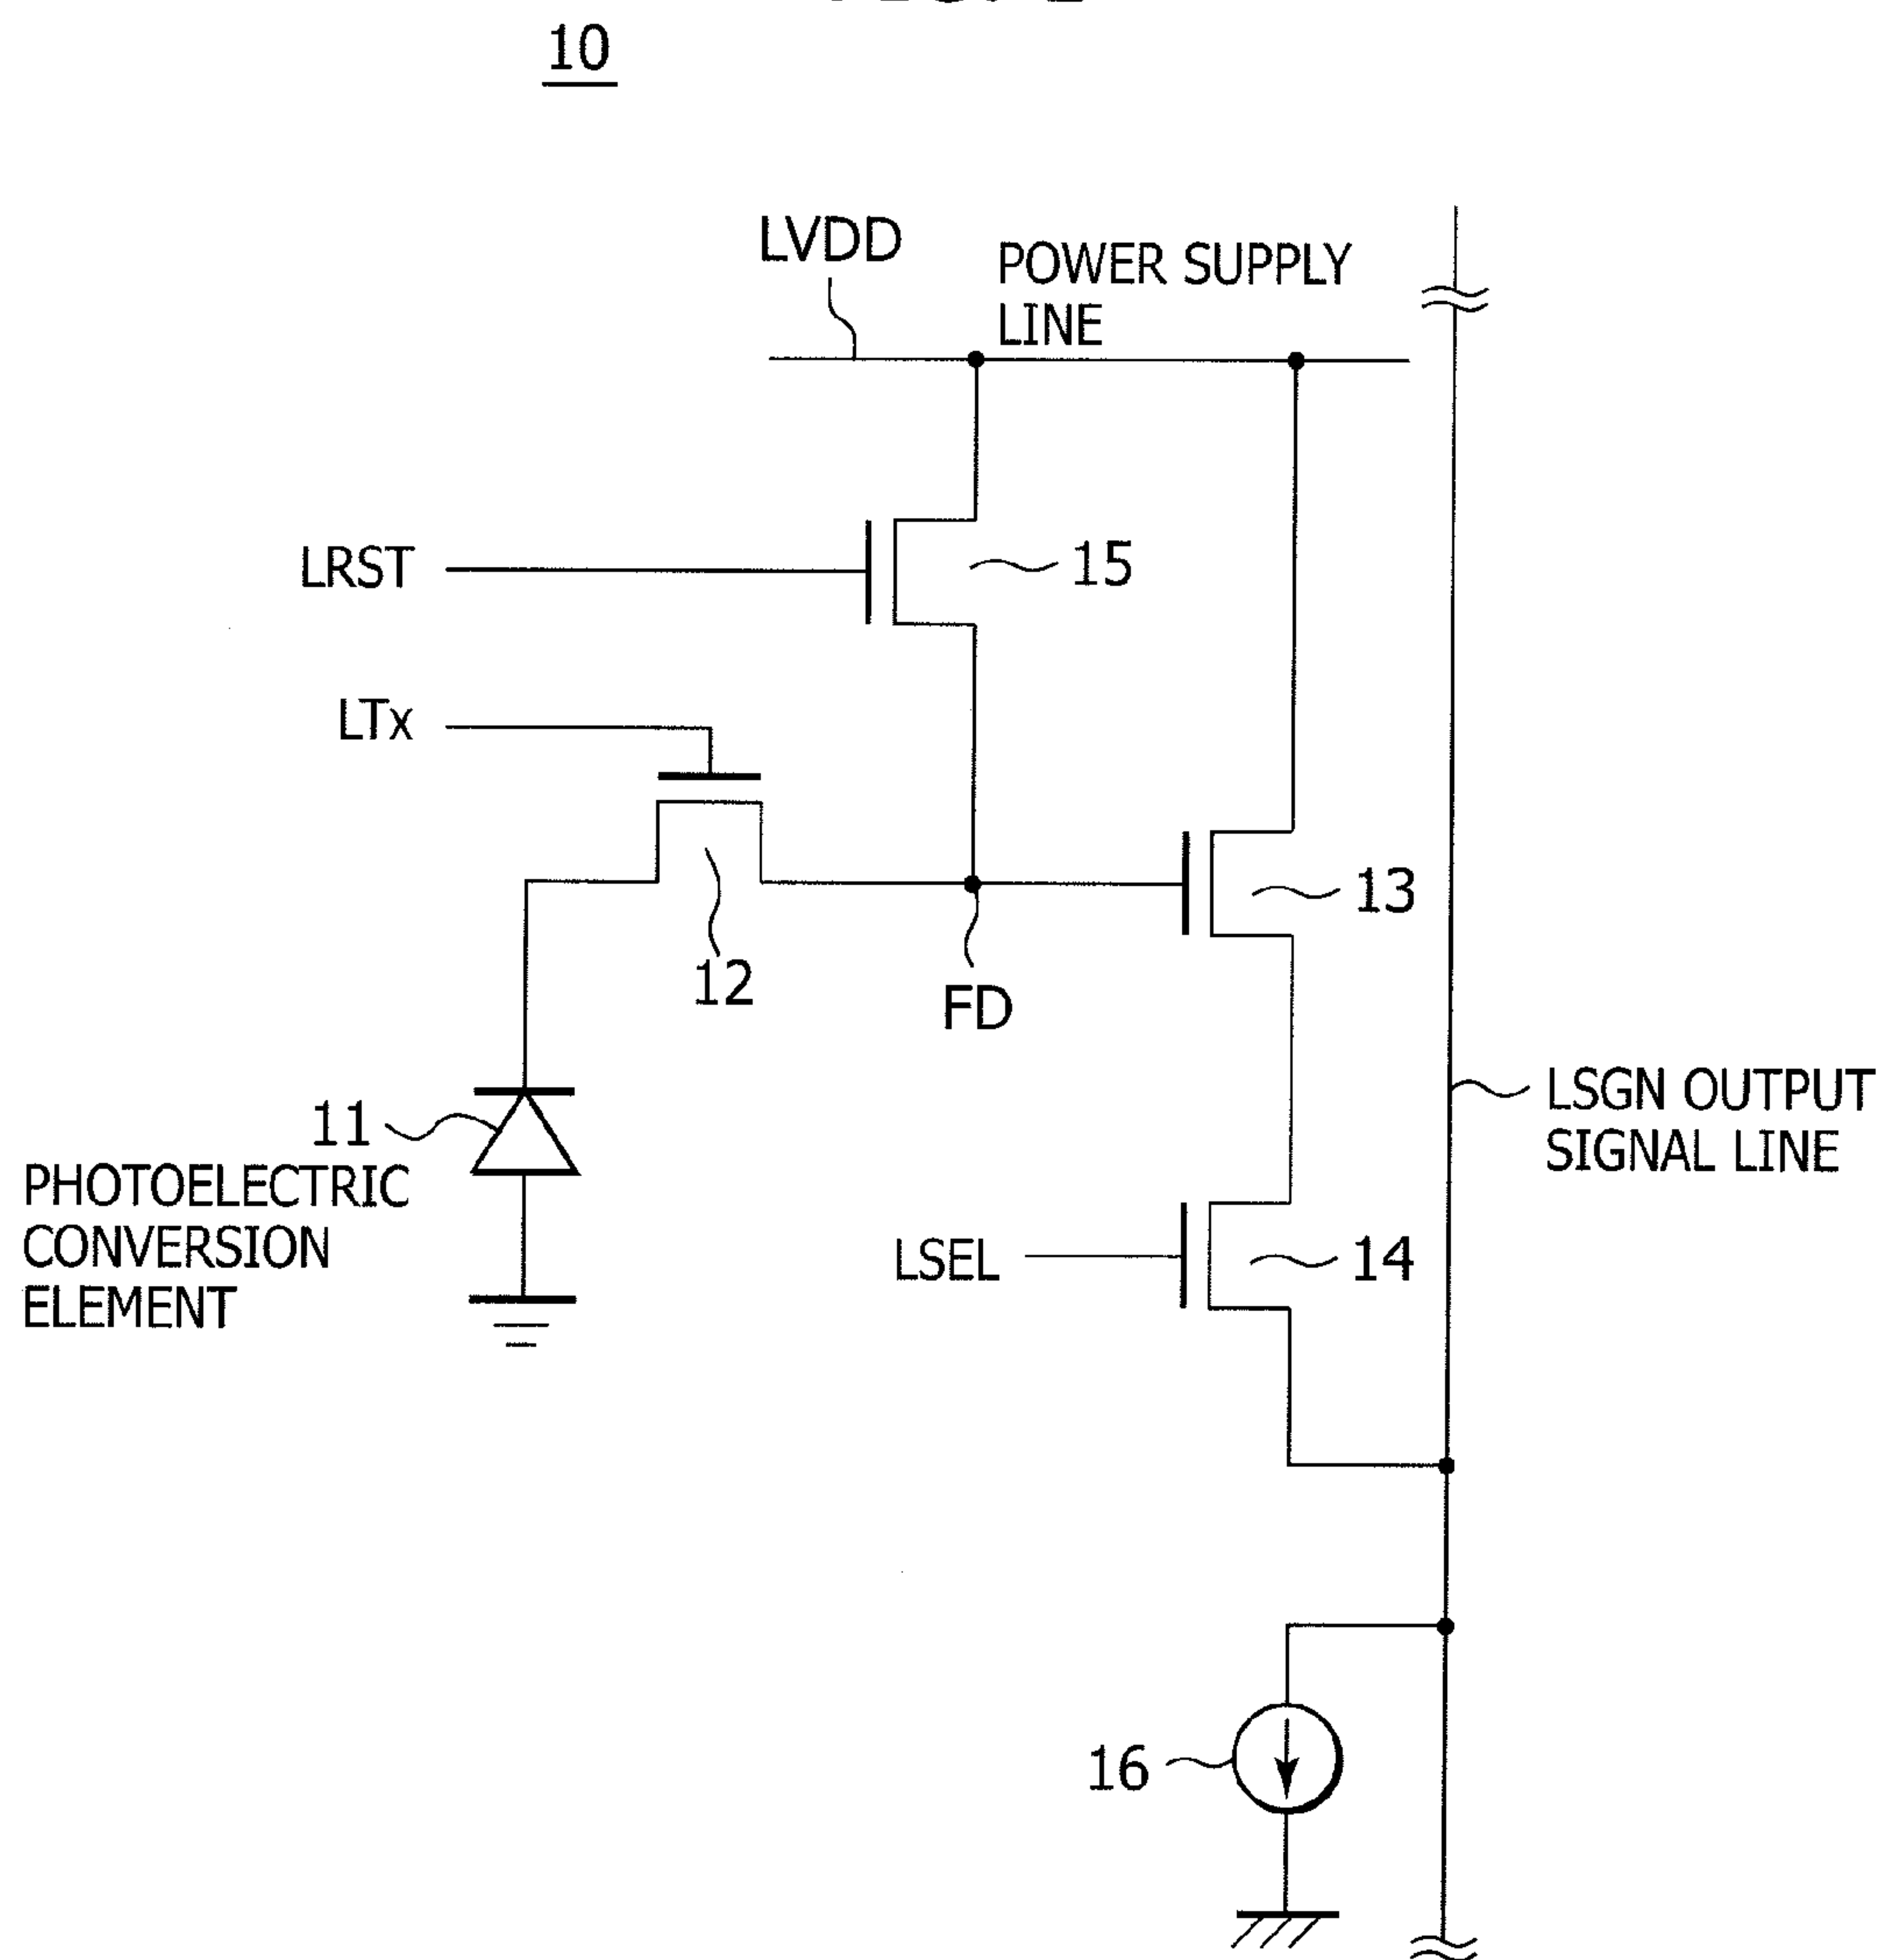 10
LVDD
POWER SUPPLY
LINE
LRST
15
LTx
13
12
FD
11
PHOTOELECTRIC
CONVERSION
ELEMENT
LSGN OUTPUT
SIGNAL LINE
LSEL
14
16